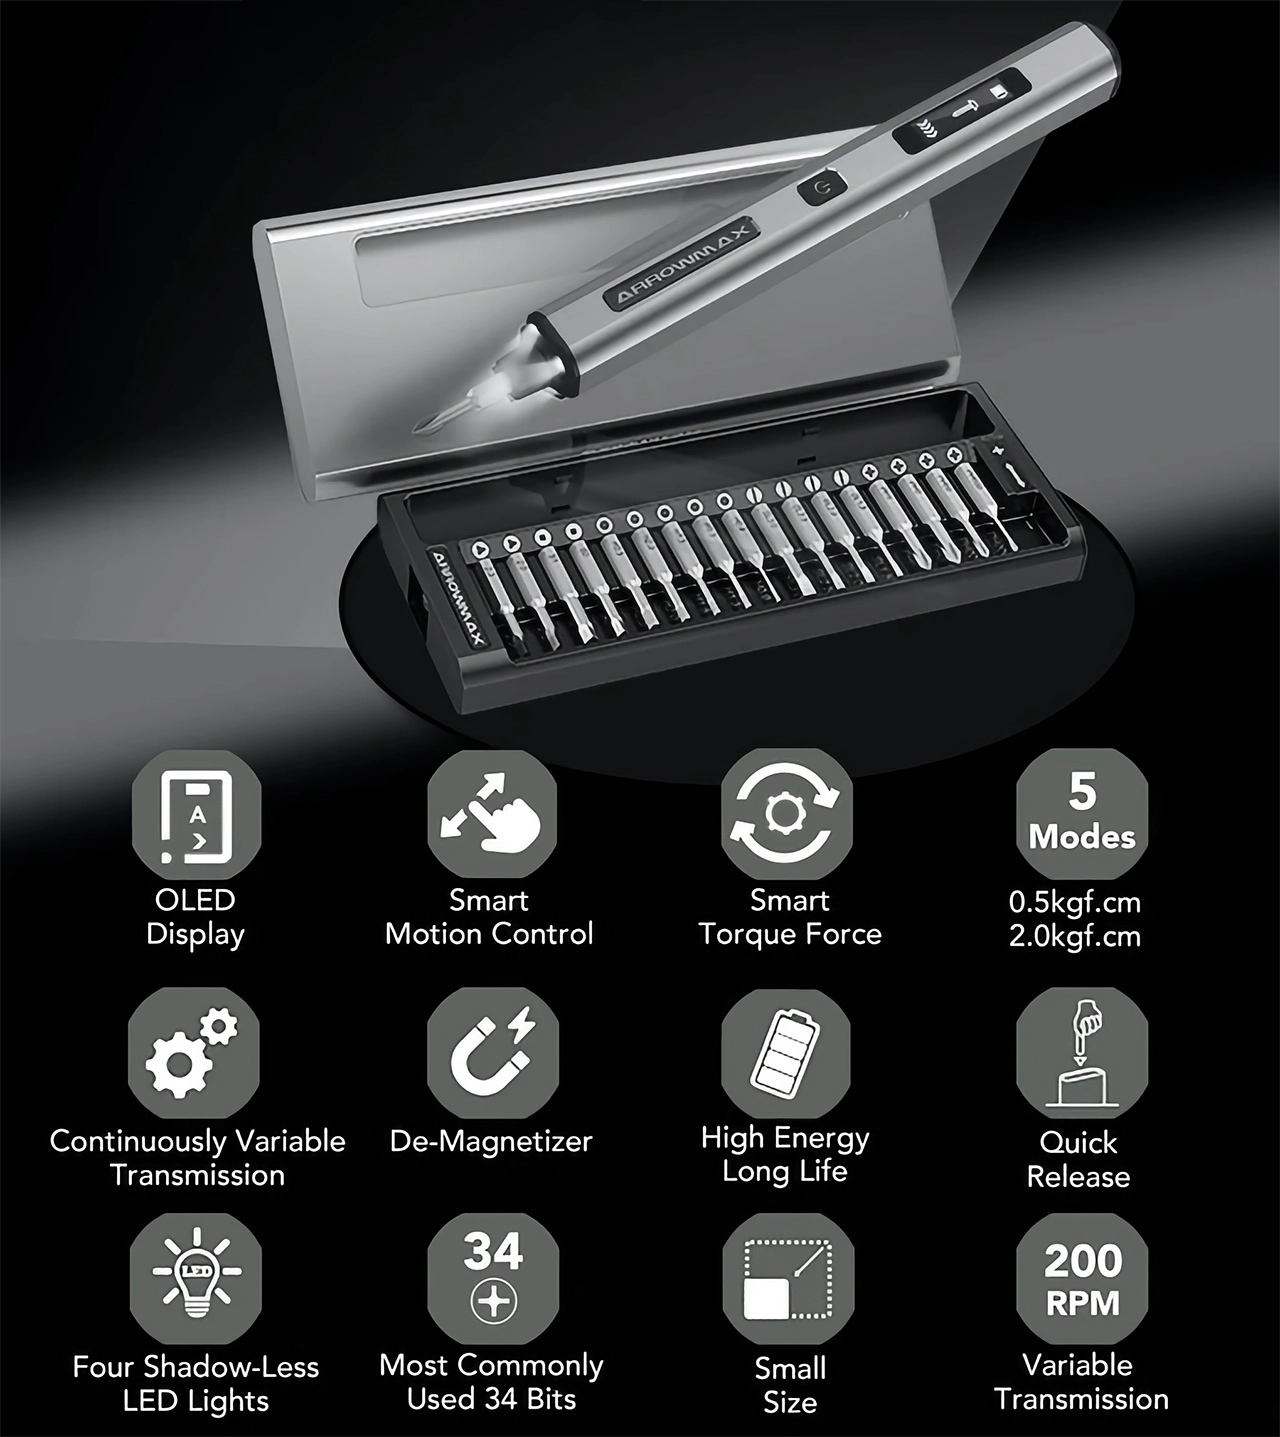 ARROWMAX
ARROWMAX
A
OLED
Display
Smart
Motion Control
Smart
Torque Force
5
Modes
0.5kgf.cm
2.0kgf.cm
Continuously Variable
Transmission
De-Magnetizer
High Energy
Long Life
Quick
Release
LED
Four Shadow-Less
LED Lights
34
Most Commonly
Used 34 Bits
Small
Size
200
RPM
Variable
Transmission